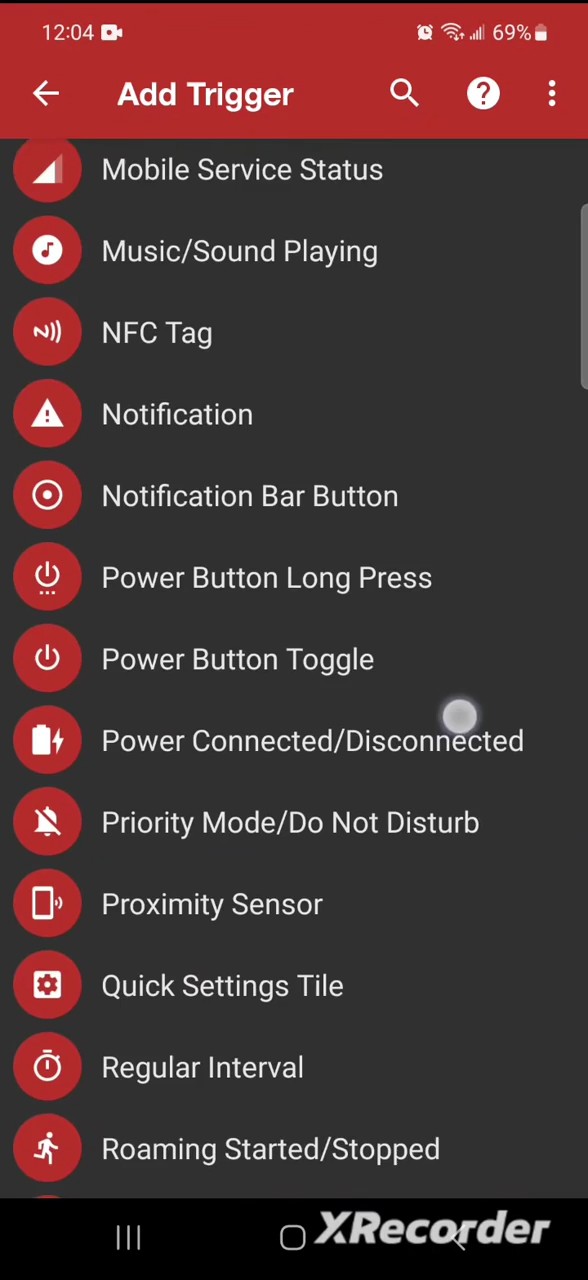 12:04
69%
Add Trigger
Mobile Service Status
Music/Sound Playing
NFC Tag
Notification
Notification Bar Button
Power Button Long Press
Power Button Toggle
Power Connected/Disconnected
Priority Mode/Do Not Disturb
Proximity Sensor
Quick Settings Tile
Regular Interval
Roaming Started/Stopped
XRecorder